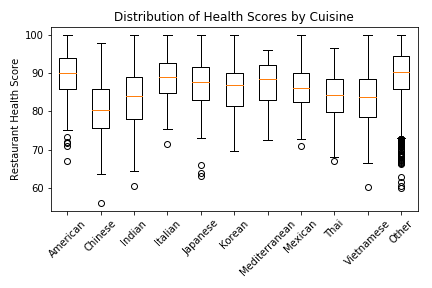 Distribution of Health Scores by Cuisine
Restaurant Health Score
100
90
80
70
60
American
Chinese
Indian
Italian
Japanese
Korean
Mediterranean
Mexican
Thai
Vietnamese
Other